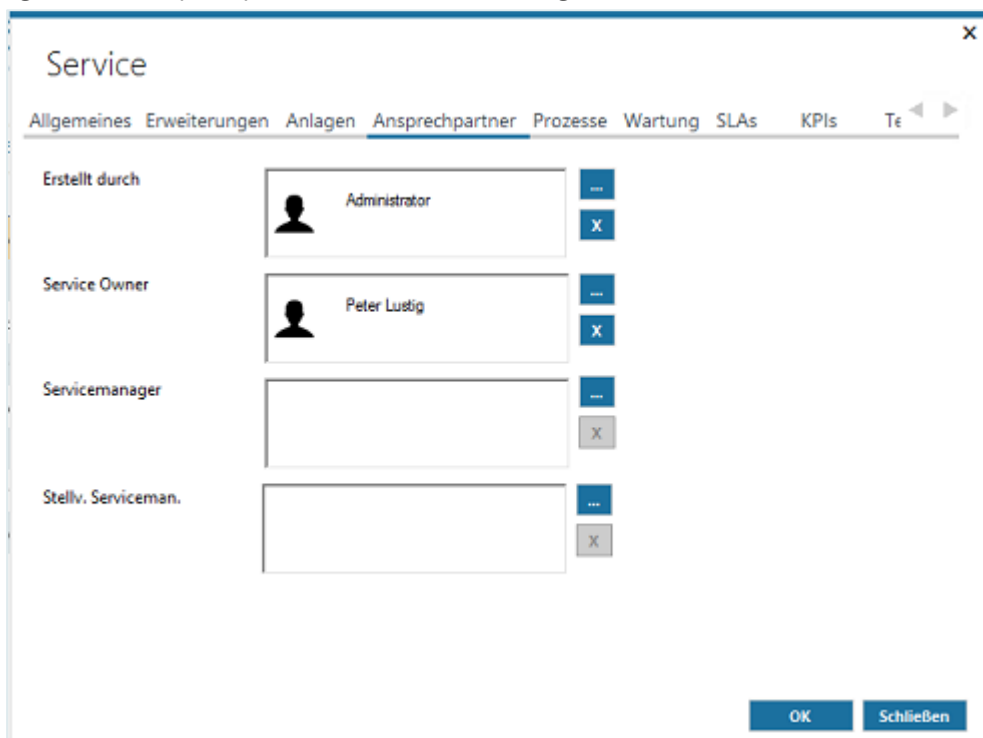 Service
Allgemeines Erweiterungen Anlagen Ansprechpartner Prozesse Wartung SLAs KPIs Te
Erstellt durch
Administrator
...
X
Service Owner
Peter Lustig
...
X
Servicemanager
...
X
Stellv. Serviceman.
...
X
OK Schließen